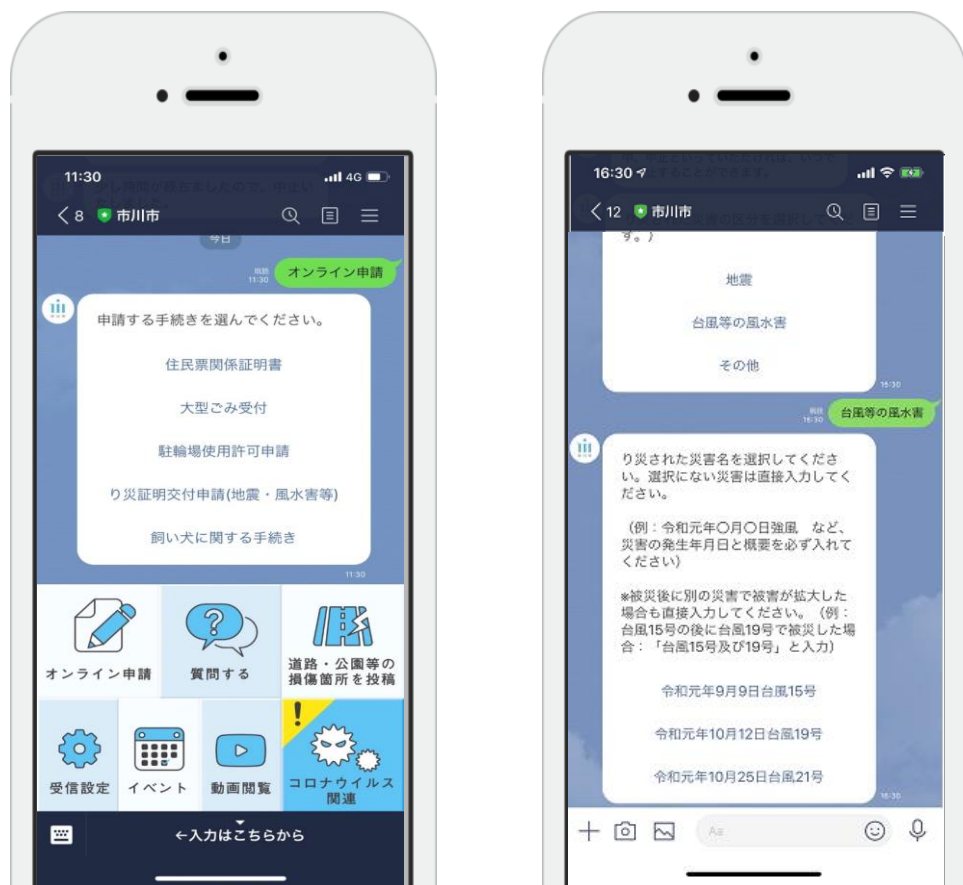 11:30
4G
8
市川市
今日
既読
11:30
オンライン申請
申請する手続きを選んでください。
住民票関係証明書
大型ごみ受付
駐輪場使用許可申請
り災証明交付申請(地震・風水害等)
飼い犬に関する手続き
11:30
オンライン申請
質問する
道路・公園等の
損傷箇所を投稿
受信設定
イベント
動画閲覧
!
コロナウイルス
関連
←入力はこちらから
16:30
12
市川市
す。）
地震
台風等の風水害
その他
16:30
既読
16:30
台風等の風水害
り災された災害名を選択してくださ
い。選択にない災害は直接入力してく
ださい。
（例：令和元年〇月〇日強風　など、
災害の発生年月日と概要を必ず入れて
ください）
*被災後に別の災害で被害が拡大した
場合も直接入力してください。（例：
台風15号の後に台風19号で被災した場
合：「台風15号及び19号」と入力）
令和元年9月9日台風15号
令和元年10月12日台風19号
令和元年10月25日台風21号
16:30
Aa